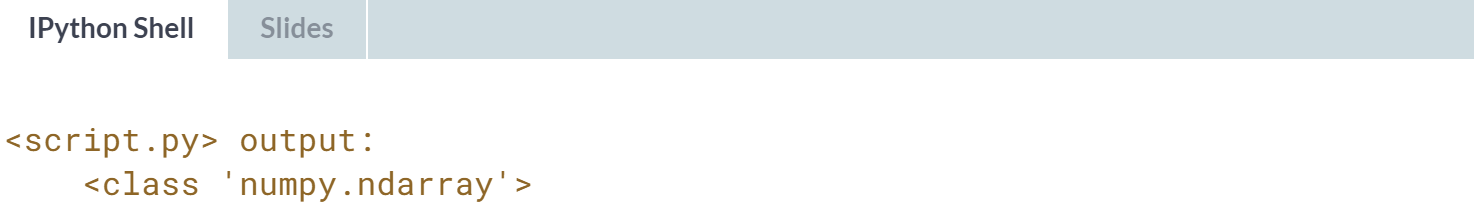 IPython Shell Slides
<script.py> output:
<class 'numpy.ndarray'>